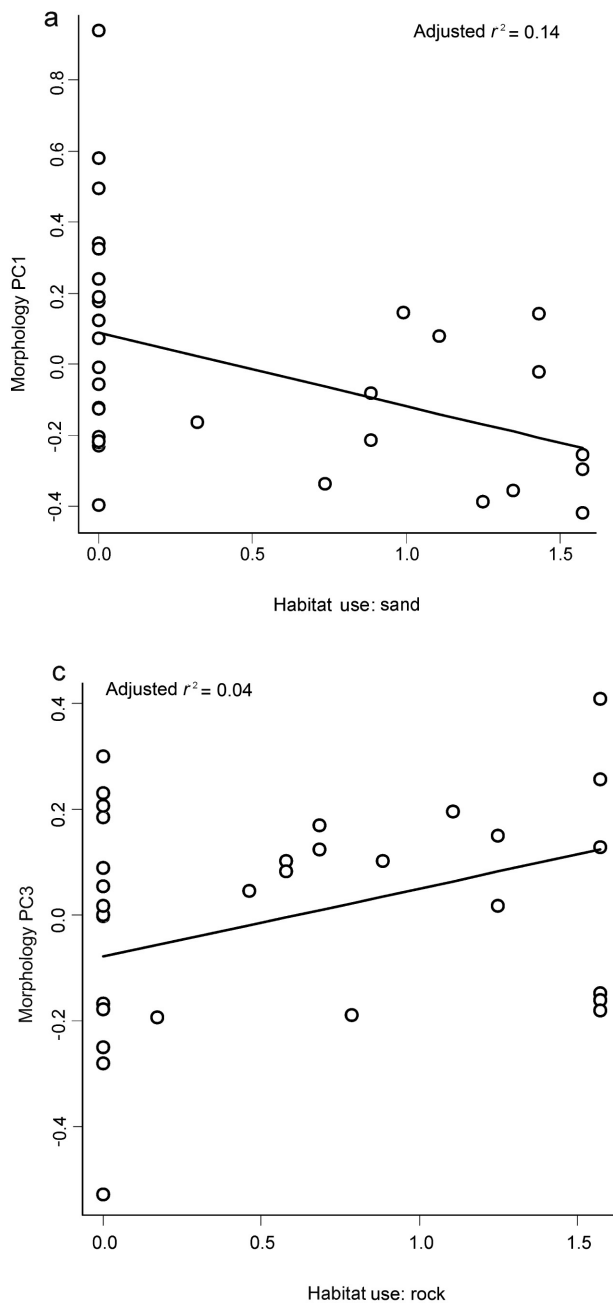 a
Adjusted r² = 0.14
0.8
0.6
0.4
0.2
0.0
-0.2
-0.4
Morphology PC1
0.0 0.5 1.0 1.5
Habitat use: sand
c
Adjusted r² = 0.04
0.4
0.2
0.0
-0.2
-0.4
Morphology PC3
0.0 0.5 1.0 1.5
Habitat use: rock